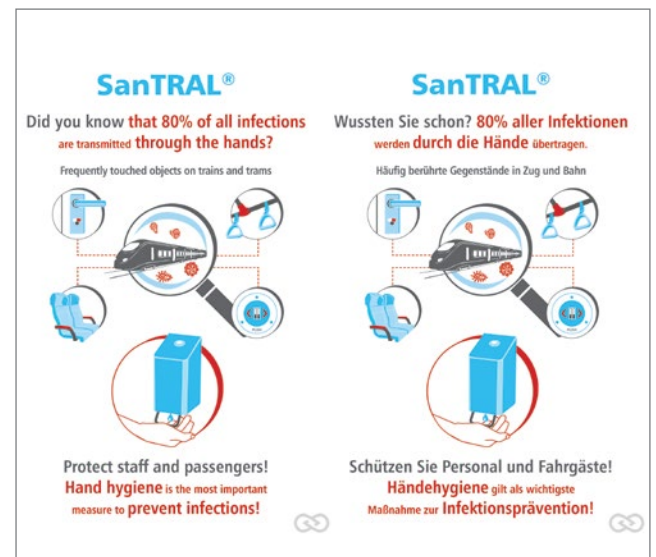 SanTRAL®
Did you know that 80% of all infections
are transmitted through the hands?
Frequently touched objects on trains and trams
Protect staff and passengers!
Hand hygiene is the most important
measure to prevent infections!
SanTRAL®
Wussten Sie schon? 80% aller Infektionen
werden durch die Hände übertragen.
Häufig berührte Gegenstände in Zug und Bahn
Schützen Sie Personal und Fahrgäste!
Händehygiene gilt als wichtigste
Maßnahme zur Infektionsprävention!